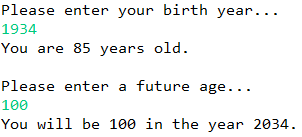 Please enter your birth year...
1934
You are 85 years old.
Please enter a future age...
100
You will be 100 in the year 2034.